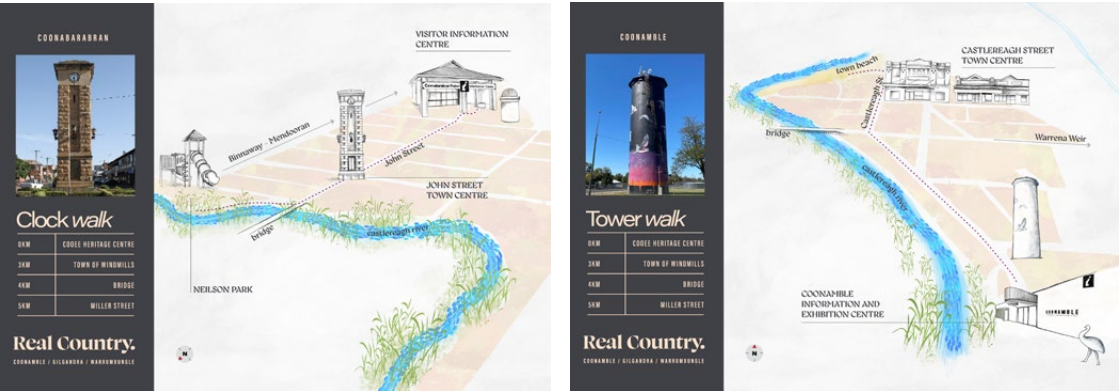 COONABARABRAN
Clock walk
0KM COOEE HERITAGE CENTRE
3KM TOWN OF WINDMILLS
4KM BRIDGE
5KM MILLER STREET
Real Country.
COONAMBLE / GILGANDRA / WARRUMBUNGLE
VISITOR INFORMATION
CENTRE
Binnaway - Mendooran
John Street
JOHN STREET
TOWN CENTRE
bridge
castlereagh river
NEILSON PARK
N
COONAMBLE
Tower walk
0KM COOEE HERITAGE CENTRE
3KM TOWN OF WINDMILLS
4KM BRIDGE
5KM MILLER STREET
Real Country.
COONAMBLE / GILGANDRA / WARRUMBUNGLE
town beach
CASTLEREAGH STREET
TOWN CENTRE
Castlereagh St
bridge
Warrena Weir
castlereagh river
COONAMBLE
INFORMATION AND
EXHIBITION CENTRE
i
COONAMBLE
N